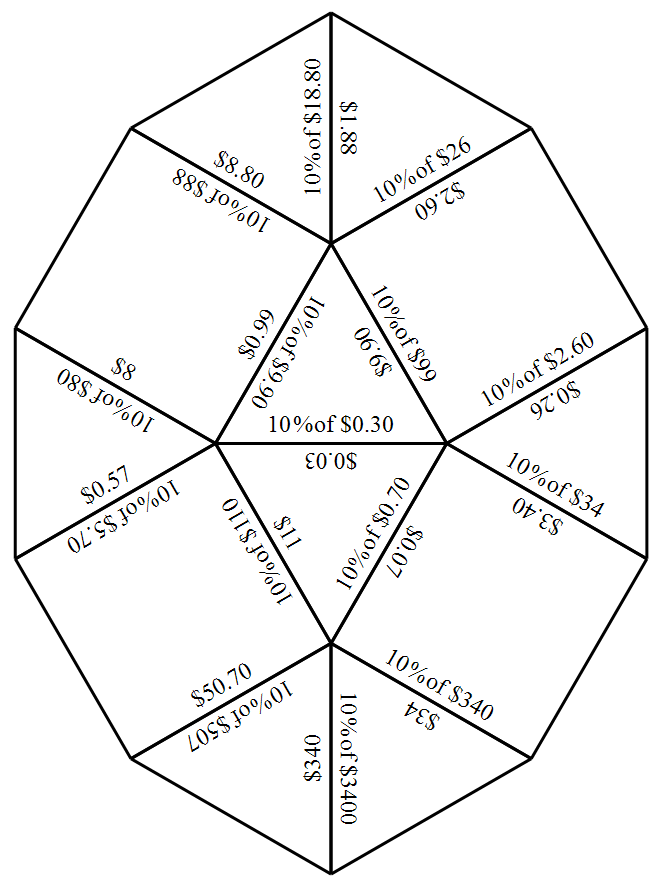 10%of $18.80
$1.88
$8.80
10%of $88
10%of $26
$2.60
$0.99
10%of $9.90
10%of $99
$9.90
$8
10%of $80
10%of $2.60
$0.26
10%of $0.30
$0.03
$0.57
10%of $5.70
10%of $34
$3.40
$11
10%of $110
10%of $0.70
$0.07
$50.70
10%of $507
10%of $340
$34
$340
10%of $3400